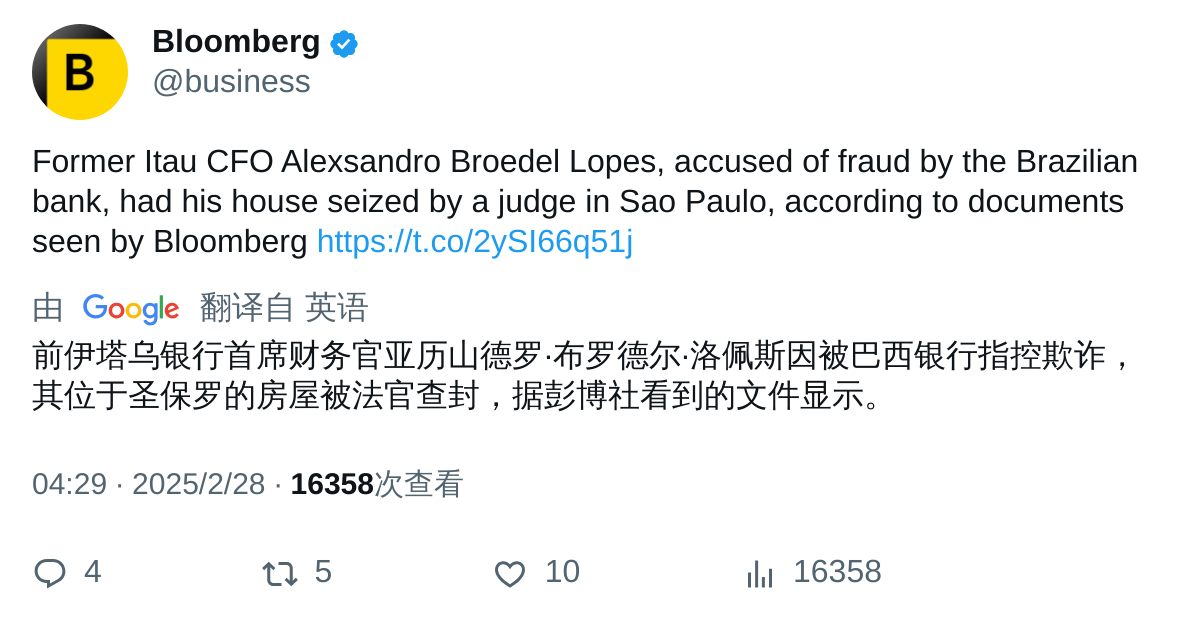 B
Bloomberg
@business
Former Itau CFO Alexsandro Broedel Lopes, accused of fraud by the Brazilian
bank, had his house seized by a judge in Sao Paulo, according to documents
seen by Bloomberg https://t.co/2ySI66q51j
由 Google 翻译自 英语
前伊塔乌银行首席财务官亚历山德罗·布罗德尔·洛佩斯因被巴西银行指控欺诈，
其位于圣保罗的房屋被法官查封，据彭博社看到的文件显示。
04:29 · 2025/2/28 · 16358次查看
4 5 10 16358